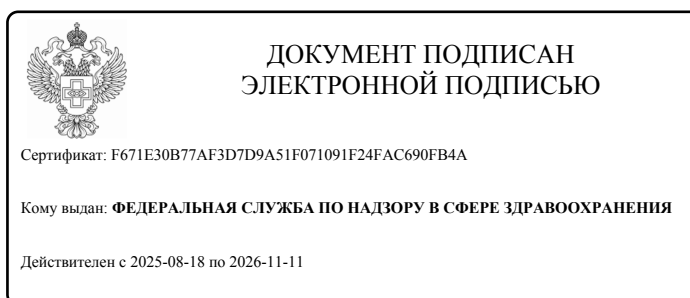 ДОКУМЕНТ ПОДПИСАН
ЭЛЕКТРОННОЙ ПОДПИСЬЮ
Сертификат: F671E30B77AF3D7D9A51F071091F24FAC690FB4A
Кому выдан: ФЕДЕРАЛЬНАЯ СЛУЖБА ПО НАДЗОРУ В СФЕРЕ ЗДРАВООХРАНЕНИЯ
Действителен с 2025-08-18 по 2026-11-11